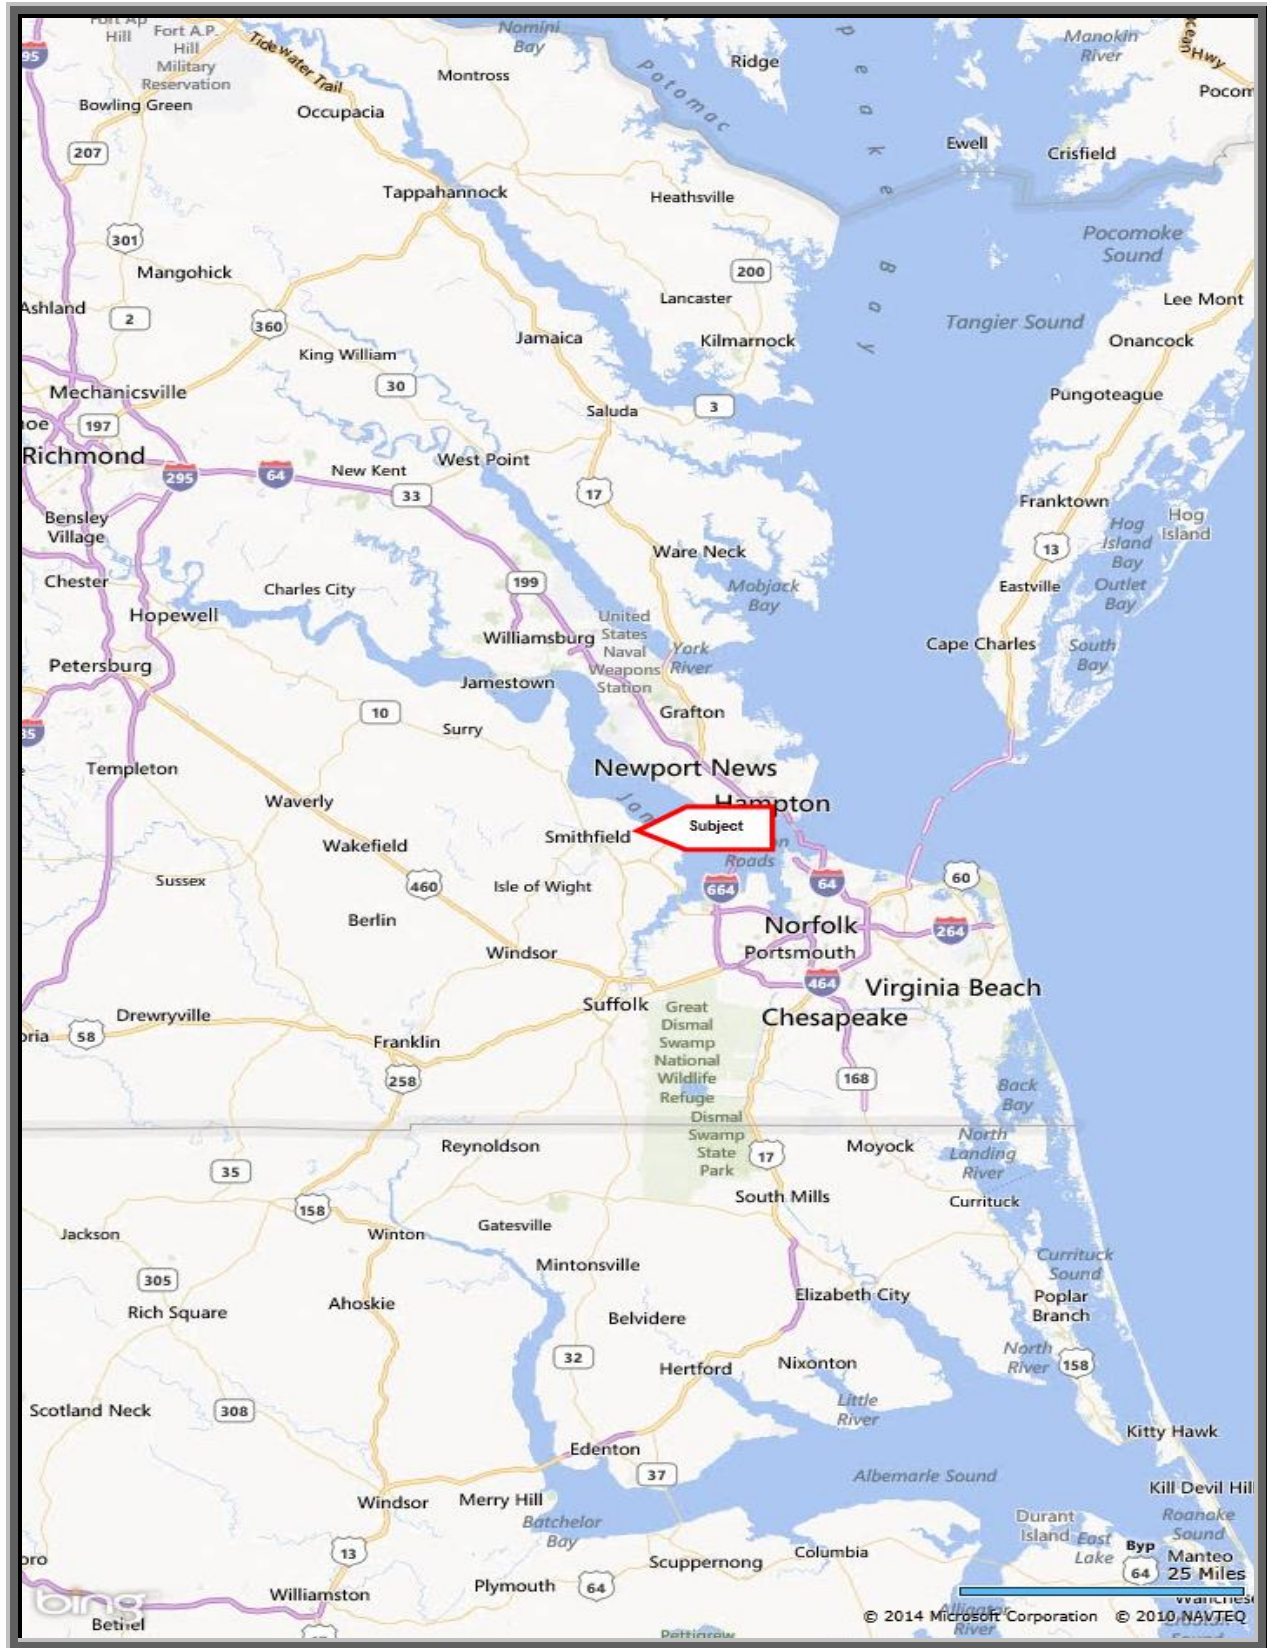 Fort Ap
Hill
Fort A.P.
Hill
Military
Reservation
Tidewater Trail
Nomini
Bay
Montross
Potomac
Ridge
Manokin
River
Hwy
Pocom
95
Bowling Green
Occupacia
207
Ewell
Crisfield
Tappahannock
Heathsville
p e a k e
B a y
301
Pocomoke
Sound
Mangohick
200
Lancaster
Lee Mont
Ashland
2
360
Jamaica
Kilmarnock
Tangier Sound
Onancock
King William
30
Mechanicsville
Pungoteague
Saluda
3
197
Richmond
West Point
295
64
New Kent
33
17
Franktown
Bensley
Village
Hog
Island
Hog
Island
Bay
13
Ware Neck
Chester
Charles City
199
Mobjack
Bay
Eastville
Outlet
Bay
Hopewell
United
States
Naval
Weapons
Station
Williamsburg
York
River
Cape Charles
South
Bay
Petersburg
Jamestown
10
Grafton
Surry
Templeton
Newport News
Waverly
Hampton
Smithfield
Subject
Roads
Wakefield
Sussex
460
Isle of Wight
664
64
60
Berlin
Norfolk
264
Windsor
Portsmouth
464
Virginia Beach
Suffolk
Great
Dismal
Swamp
National
Wildlife
Refuge
Chesapeake
Drewryville
58
Franklin
258
168
Back
Bay
Dismal
Swamp
State
Park
Reynoldson
17
Moyock
North
Landing
River
35
South Mills
Currituck
158
Jackson
Winton
Gatesville
Mintonsville
Currituck
Sound
305
Rich Square
Ahoskie
Belvidere
Elizabeth City
Poplar
Branch
32
Hertford
Nixonton
North
River
158
Scotland Neck
308
Little
River
Kitty Hawk
Edenton
37
Albemarle Sound
Windsor
Merry Hill
Batchelor
Bay
Kill Devil Hil
Durant
Island
Roanoke
Sound
East
Lake
Byp
64
Manteo
25 Miles
13
Scuppernong
Columbia
Williamston
Plymouth
64
bing
Bethel
Alligator
River
© 2014 Microsoft Corporation © 2010 NAVTEQ